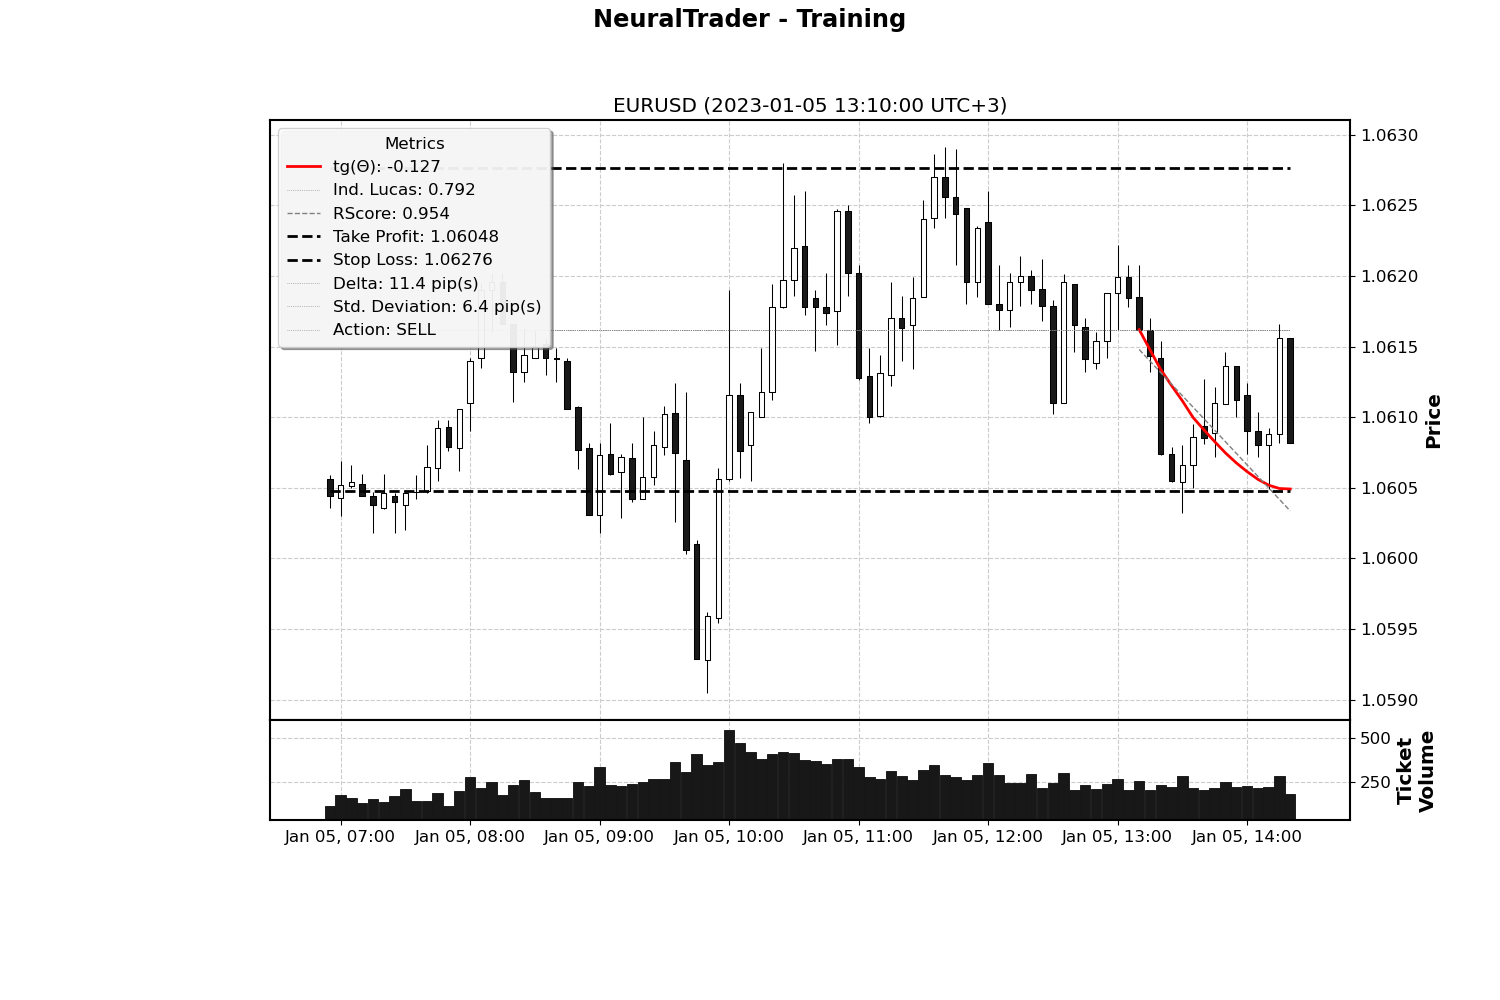 NeuralTrader - Training
EURUSD (2023-01-05 13:10:00 UTC+3)
Metrics
tg(Θ): -0.127
Ind. Lucas: 0.792
RScore: 0.954
Take Profit: 1.06048
Stop Loss: 1.06276
Delta: 11.4 pip(s)
Std. Deviation: 6.4 pip(s)
Action: SELL
1.0630
1.0625
1.0620
1.0615
1.0610
1.0605
1.0600
1.0595
1.0590
Price
500
250
Ticket
Volume
Jan 05, 07:00
Jan 05, 08:00
Jan 05, 09:00
Jan 05, 10:00
Jan 05, 11:00
Jan 05, 12:00
Jan 05, 13:00
Jan 05, 14:00